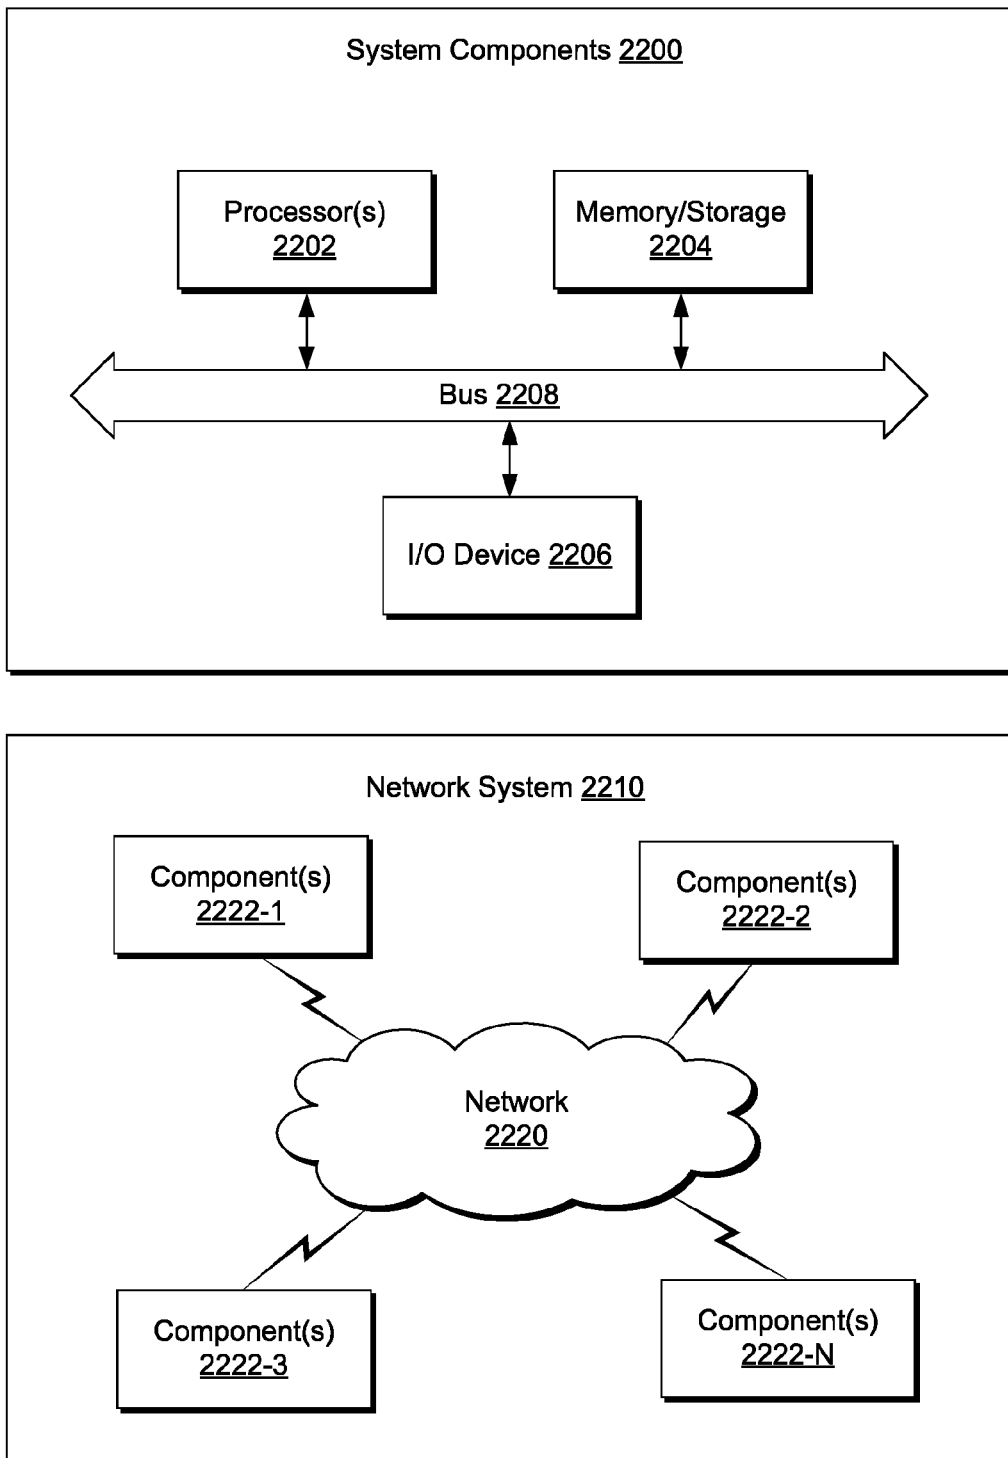 System Components 2200
Processor(s)
2202
Memory/Storage
2204
Bus 2208
I/O Device 2206
Network System 2210
Component(s)
2222-1
Component(s)
2222-2
Network
2220
Component(s)
2222-3
Component(s)
2222-N